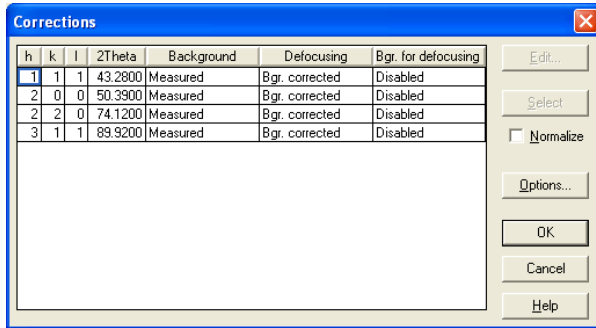 Corrections
h k l 2Theta Background Defocusing Bgr. for defocusing
1 1 1 43.2800 Measured Bgr. corrected Disabled
2 0 0 50.3900 Measured Bgr. corrected Disabled
2 2 0 74.1200 Measured Bgr. corrected Disabled
3 1 1 89.9200 Measured Bgr. corrected Disabled
Edit...
Select
Normalize
Options...
OK
Cancel
Help